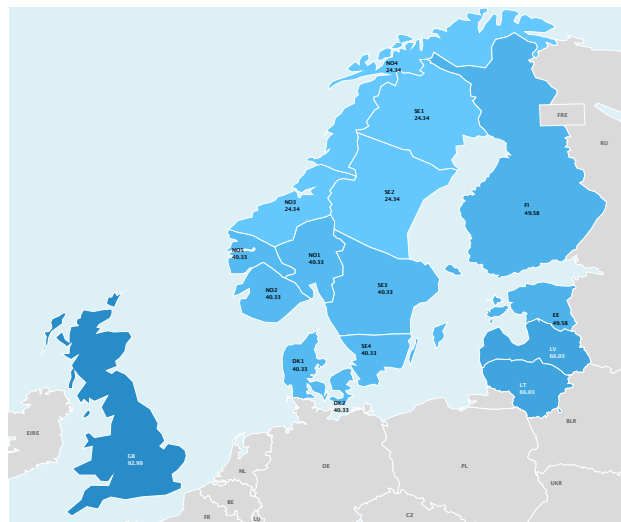 NO4
24.34
SE1
24.34
FRE
RU
SE2
24.34
NO3
24.34
FI
49.58
NO5
40.33
NO1
40.33
NO2
40.33
SE3
40.33
EE
49.58
SE4
40.33
LV
66.03
DK1
40.33
LT
66.03
DK2
40.33
BLR
EIRE
GB
92.99
NL
DE
PL
UKR
BE
FR
LU
CZ